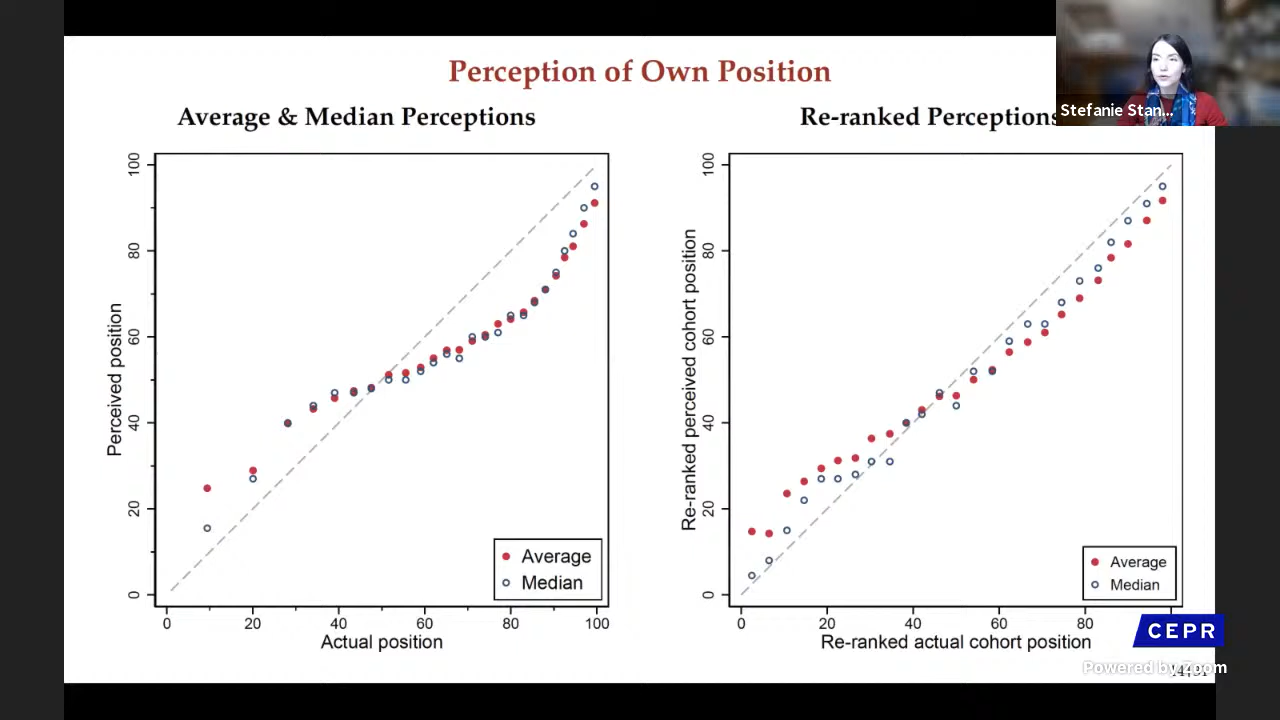 Perception of Own Position
Stefanie Stan...
Average & Median Perceptions
Re-ranked Perceptions
Perceived position
0 20 40 60 80 100
0 20 40 60 80 100
Actual position
Average
Median
Re-ranked perceived cohort position
0 20 40 60 80 100
0 20 40 60 80
Re-ranked actual cohort position
Average
Median
CEPR
Powered by Zoom